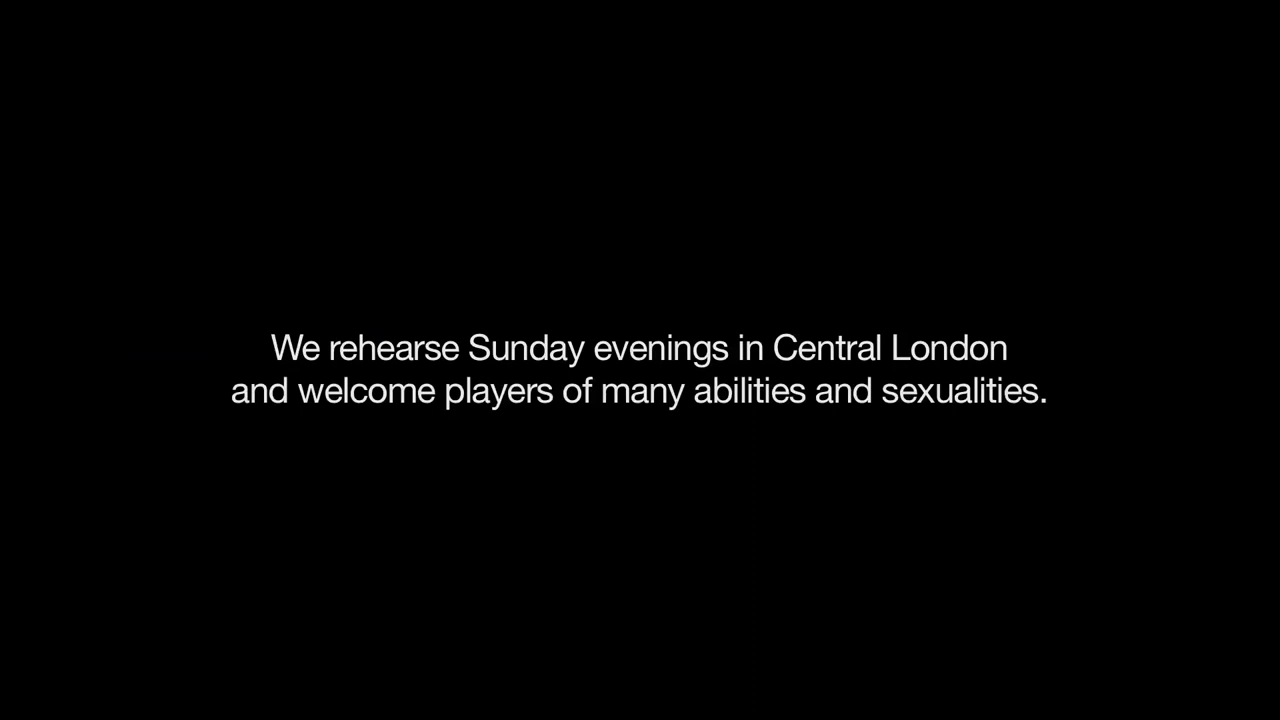 We rehearse Sunday evenings in Central London
and welcome players of many abilities and sexualities.